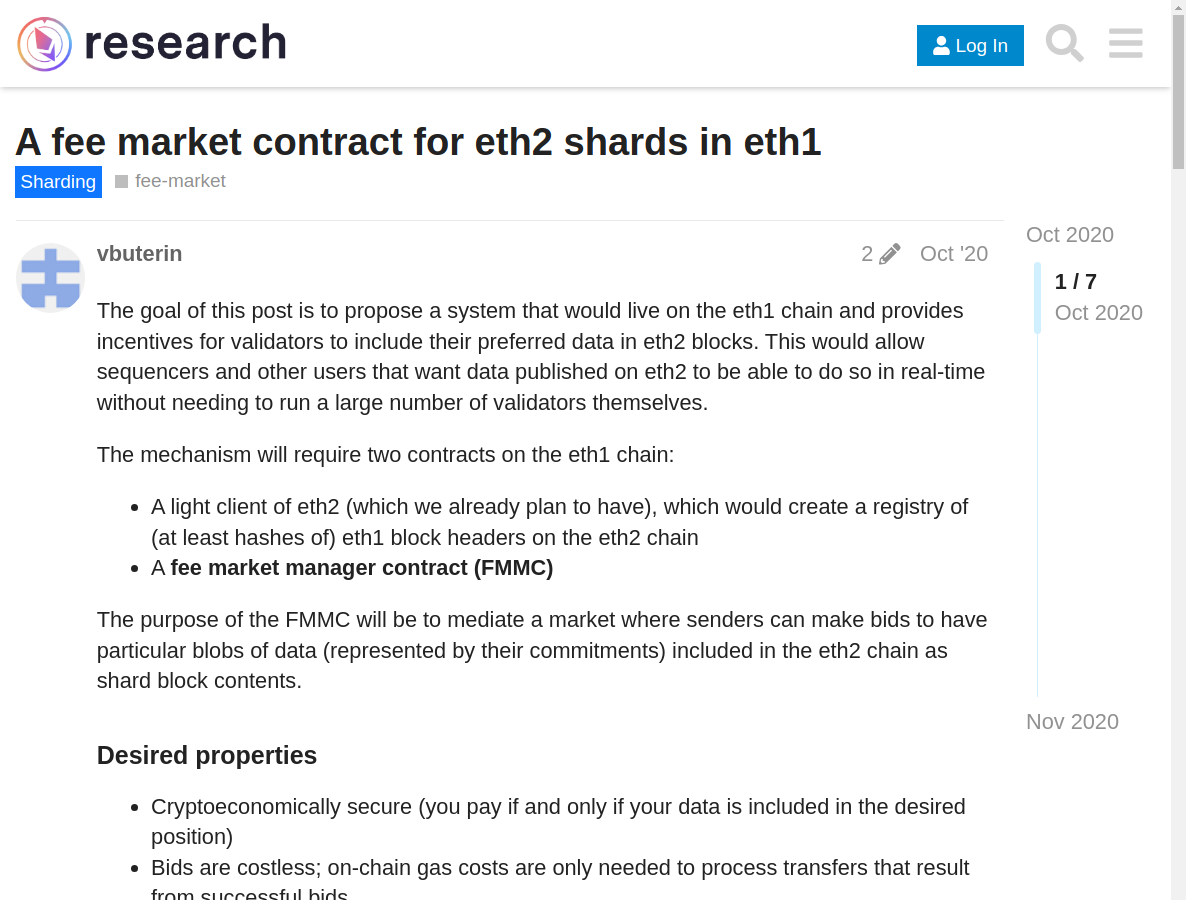 research
Log In
A fee market contract for eth2 shards in eth1
Sharding
fee-market
vbuterin
2
Oct '20
Oct 2020
1 / 7
Oct 2020
The goal of this post is to propose a system that would live on the eth1 chain and provides
incentives for validators to include their preferred data in eth2 blocks. This would allow
sequencers and other users that want data published on eth2 to be able to do so in real-time
without needing to run a large number of validators themselves.
The mechanism will require two contracts on the eth1 chain:
A light client of eth2 (which we already plan to have), which would create a registry of
(at least hashes of) eth1 block headers on the eth2 chain
A fee market manager contract (FMMC)
The purpose of the FMMC will be to mediate a market where senders can make bids to have
particular blobs of data (represented by their commitments) included in the eth2 chain as
shard block contents.
Nov 2020
Desired properties
Cryptoeconomically secure (you pay if and only if your data is included in the desired
position)
Bids are costless; on-chain gas costs are only needed to process transfers that result
from successful bids